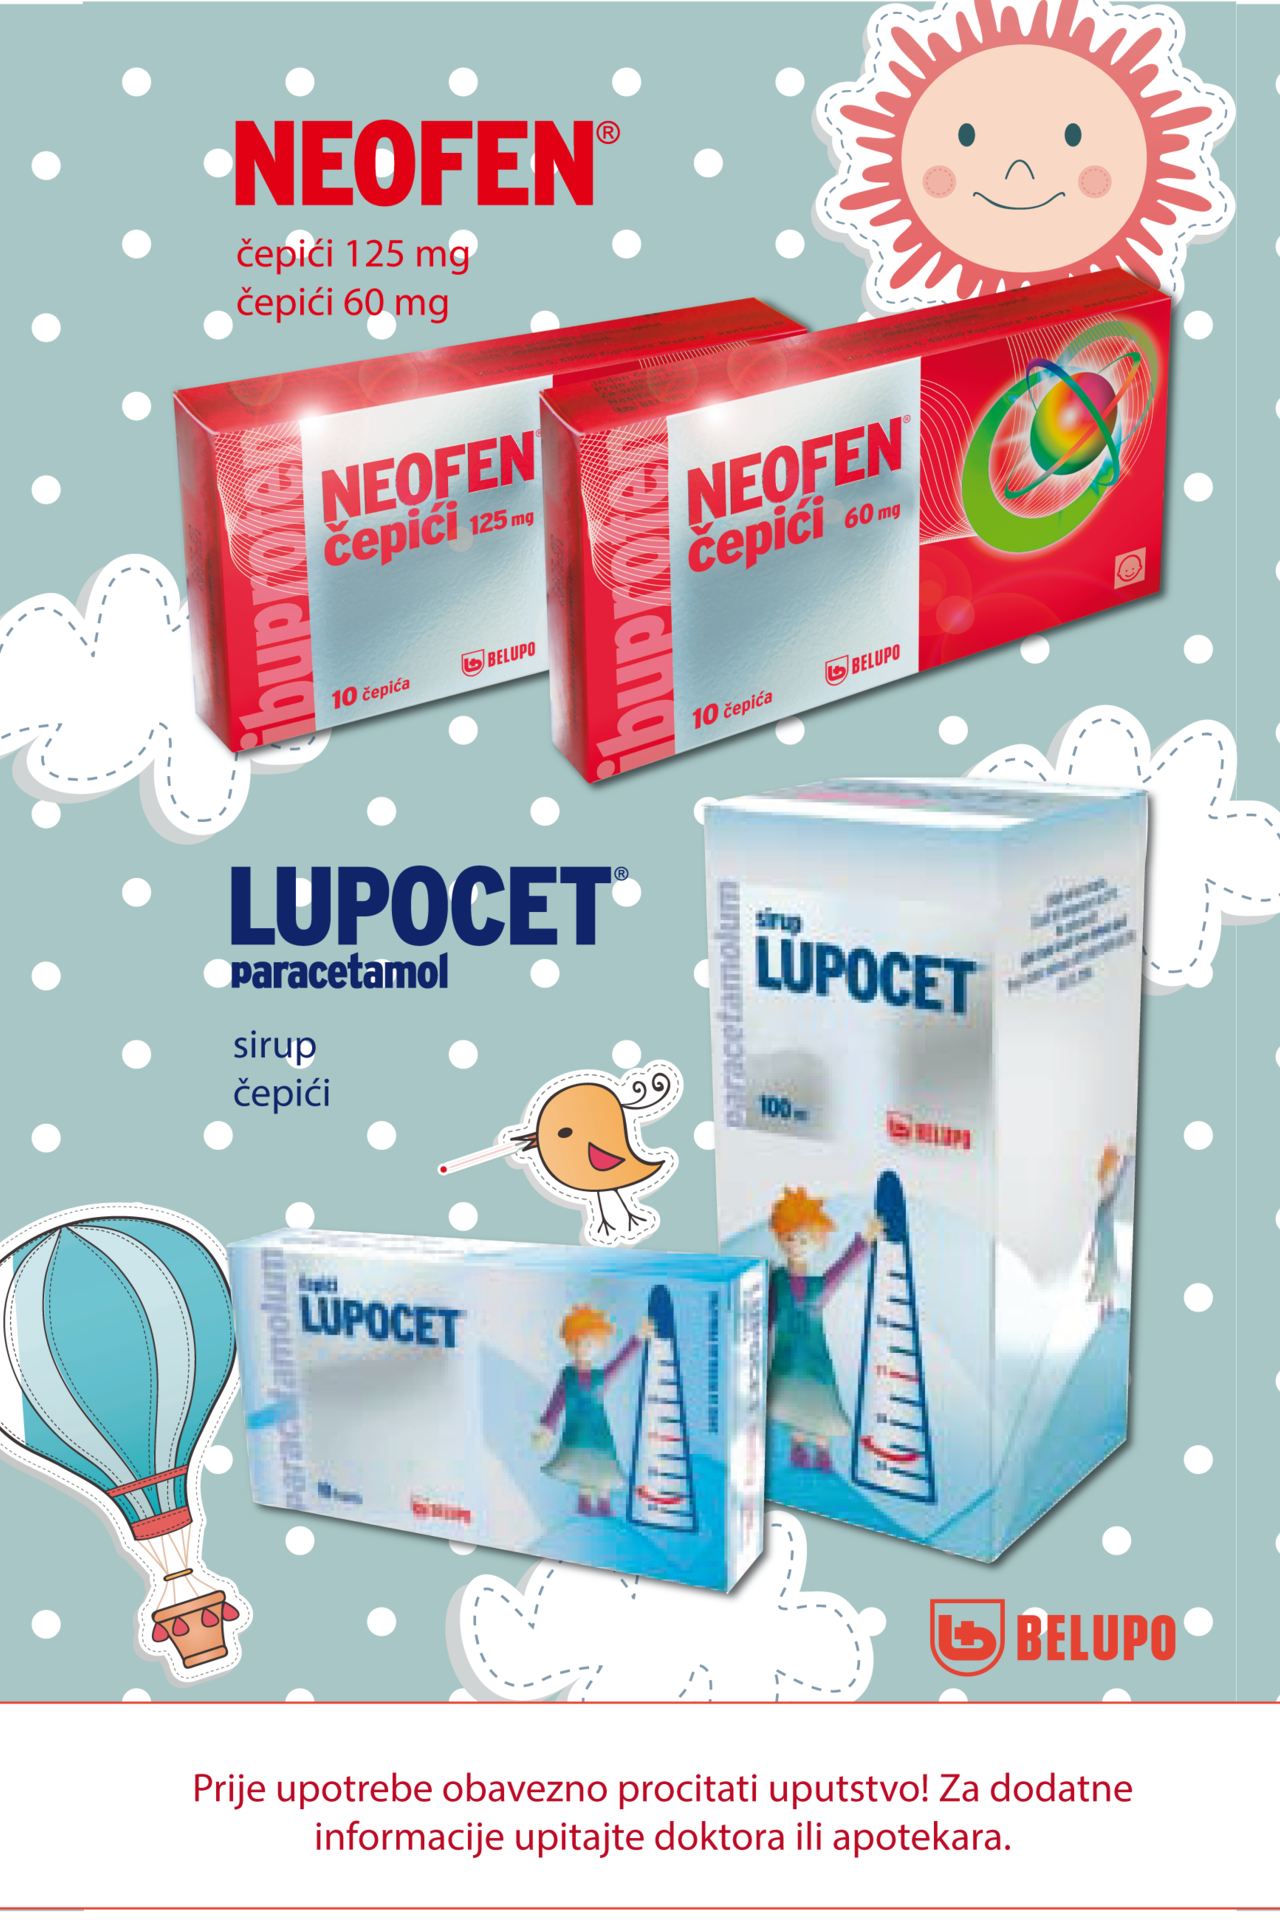 NEOFEN®
čepići 125 mg
čepići 60 mg
ibuprofen
NEOFEN®
čepići 125 mg
BELUPO
10 čepića
ibuprofen
NEOFEN®
čepići 60 mg
BELUPO
10 čepića
LUPOCET®
paracetamol
sirup
čepići
paracetamolum
sirup
LUPOCET
100
BELUPO
paracetamolum
čepići
LUPOCET
10
BELUPO
BELUPO
Prije upotrebe obavezno procitati uputstvo! Za dodatne
informacije upitajte doktora ili apotekara.